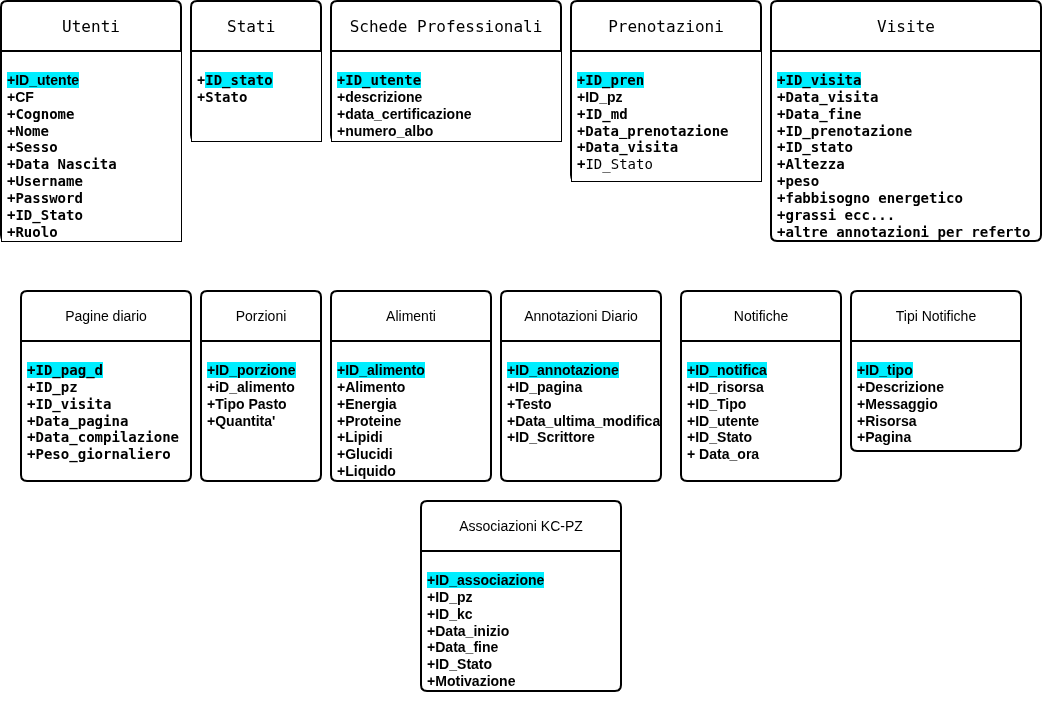 Utenti
+ID_utente
+CF
+Cognome
+Nome
+Sesso
+Data Nascita
+Username
+Password
+ID_Stato
+Ruolo
Stati
+ID_stato
+Stato
Schede Professionali
+ID_utente
+descrizione
+data_certificazione
+numero_albo
Prenotazioni
+ID_pren
+ID_pz
+ID_md
+Data_prenotazione
+Data_visita
+ID_Stato
Visite
+ID_visita
+Data_visita
+Data_fine
+ID_prenotazione
+ID_stato
+Altezza
+peso
+fabbisogno energetico
+grassi ecc...
+altre annotazioni per referto
Pagine diario
+ID_pag_d
+ID_pz
+ID_visita
+Data_pagina
+Data_compilazione
+Peso_giornaliero
Porzioni
+ID_porzione
+iD_alimento
+Tipo Pasto
+Quantita'
Alimenti
+ID_alimento
+Alimento
+Energia
+Proteine
+Lipidi
+Glucidi
+Liquido
Annotazioni Diario
+ID_annotazione
+ID_pagina
+Testo
+Data_ultima_modifica
+ID_Scrittore
Notifiche
+ID_notifica
+ID_risorsa
+ID_Tipo
+ID_utente
+ID_Stato
+ Data_ora
Tipi Notifiche
+ID_tipo
+Descrizione
+Messaggio
+Risorsa
+Pagina
Associazioni KC-PZ
+ID_associazione
+ID_pz
+ID_kc
+Data_inizio
+Data_fine
+ID_Stato
+Motivazione